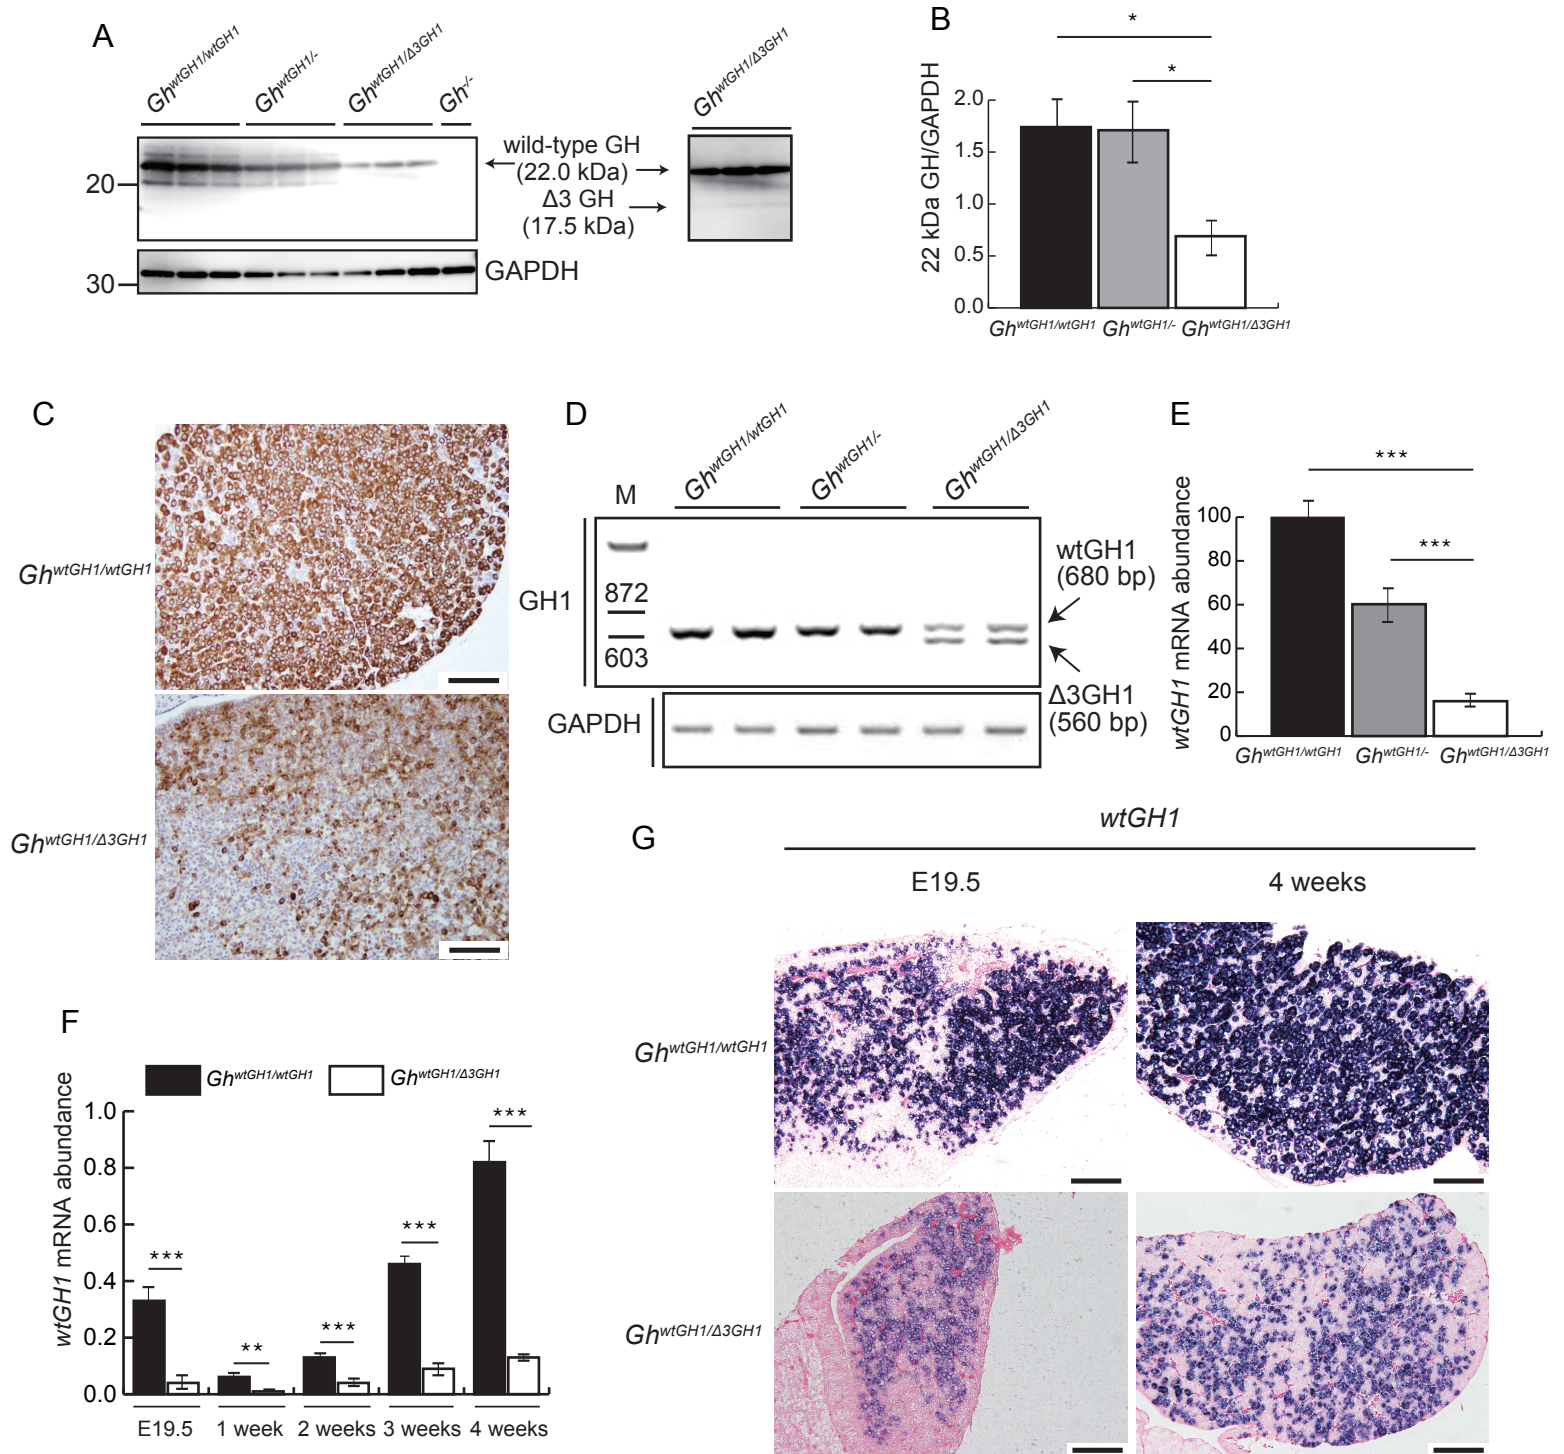 A
Gh^wtGH1/wtGH1
Gh^wtGH1/-
Gh^wtGH1/Δ3GH1
Gh^-/-
20
wild-type GH
(22.0 kDa)
Δ3 GH
(17.5 kDa)
30
GAPDH
Gh^wtGH1/Δ3GH1
B
*
*
22 kDa GH/GAPDH
2.0
1.5
1.0
0.5
0.0
Gh^wtGH1/wtGH1 Gh^wtGH1/- Gh^wtGH1/Δ3GH1
C
Gh^wtGH1/wtGH1
Gh^wtGH1/Δ3GH1
D
Gh^wtGH1/wtGH1
Gh^wtGH1/-
Gh^wtGH1/Δ3GH1
M
GH1
872
603
wtGH1
(680 bp)
Δ3GH1
(560 bp)
GAPDH
E
***
***
wtGH1 mRNA abundance
100
80
60
40
20
0
Gh^wtGH1/wtGH1 Gh^wtGH1/- Gh^wtGH1/Δ3GH1
F
Gh^wtGH1/wtGH1 Gh^wtGH1/Δ3GH1
wtGH1 mRNA abundance
1.0
0.8
0.6
0.4
0.2
0.0
***
**
***
***
***
E19.5 1 week 2 weeks 3 weeks 4 weeks
G
wtGH1
E19.5 4 weeks
Gh^wtGH1/wtGH1
Gh^wtGH1/Δ3GH1